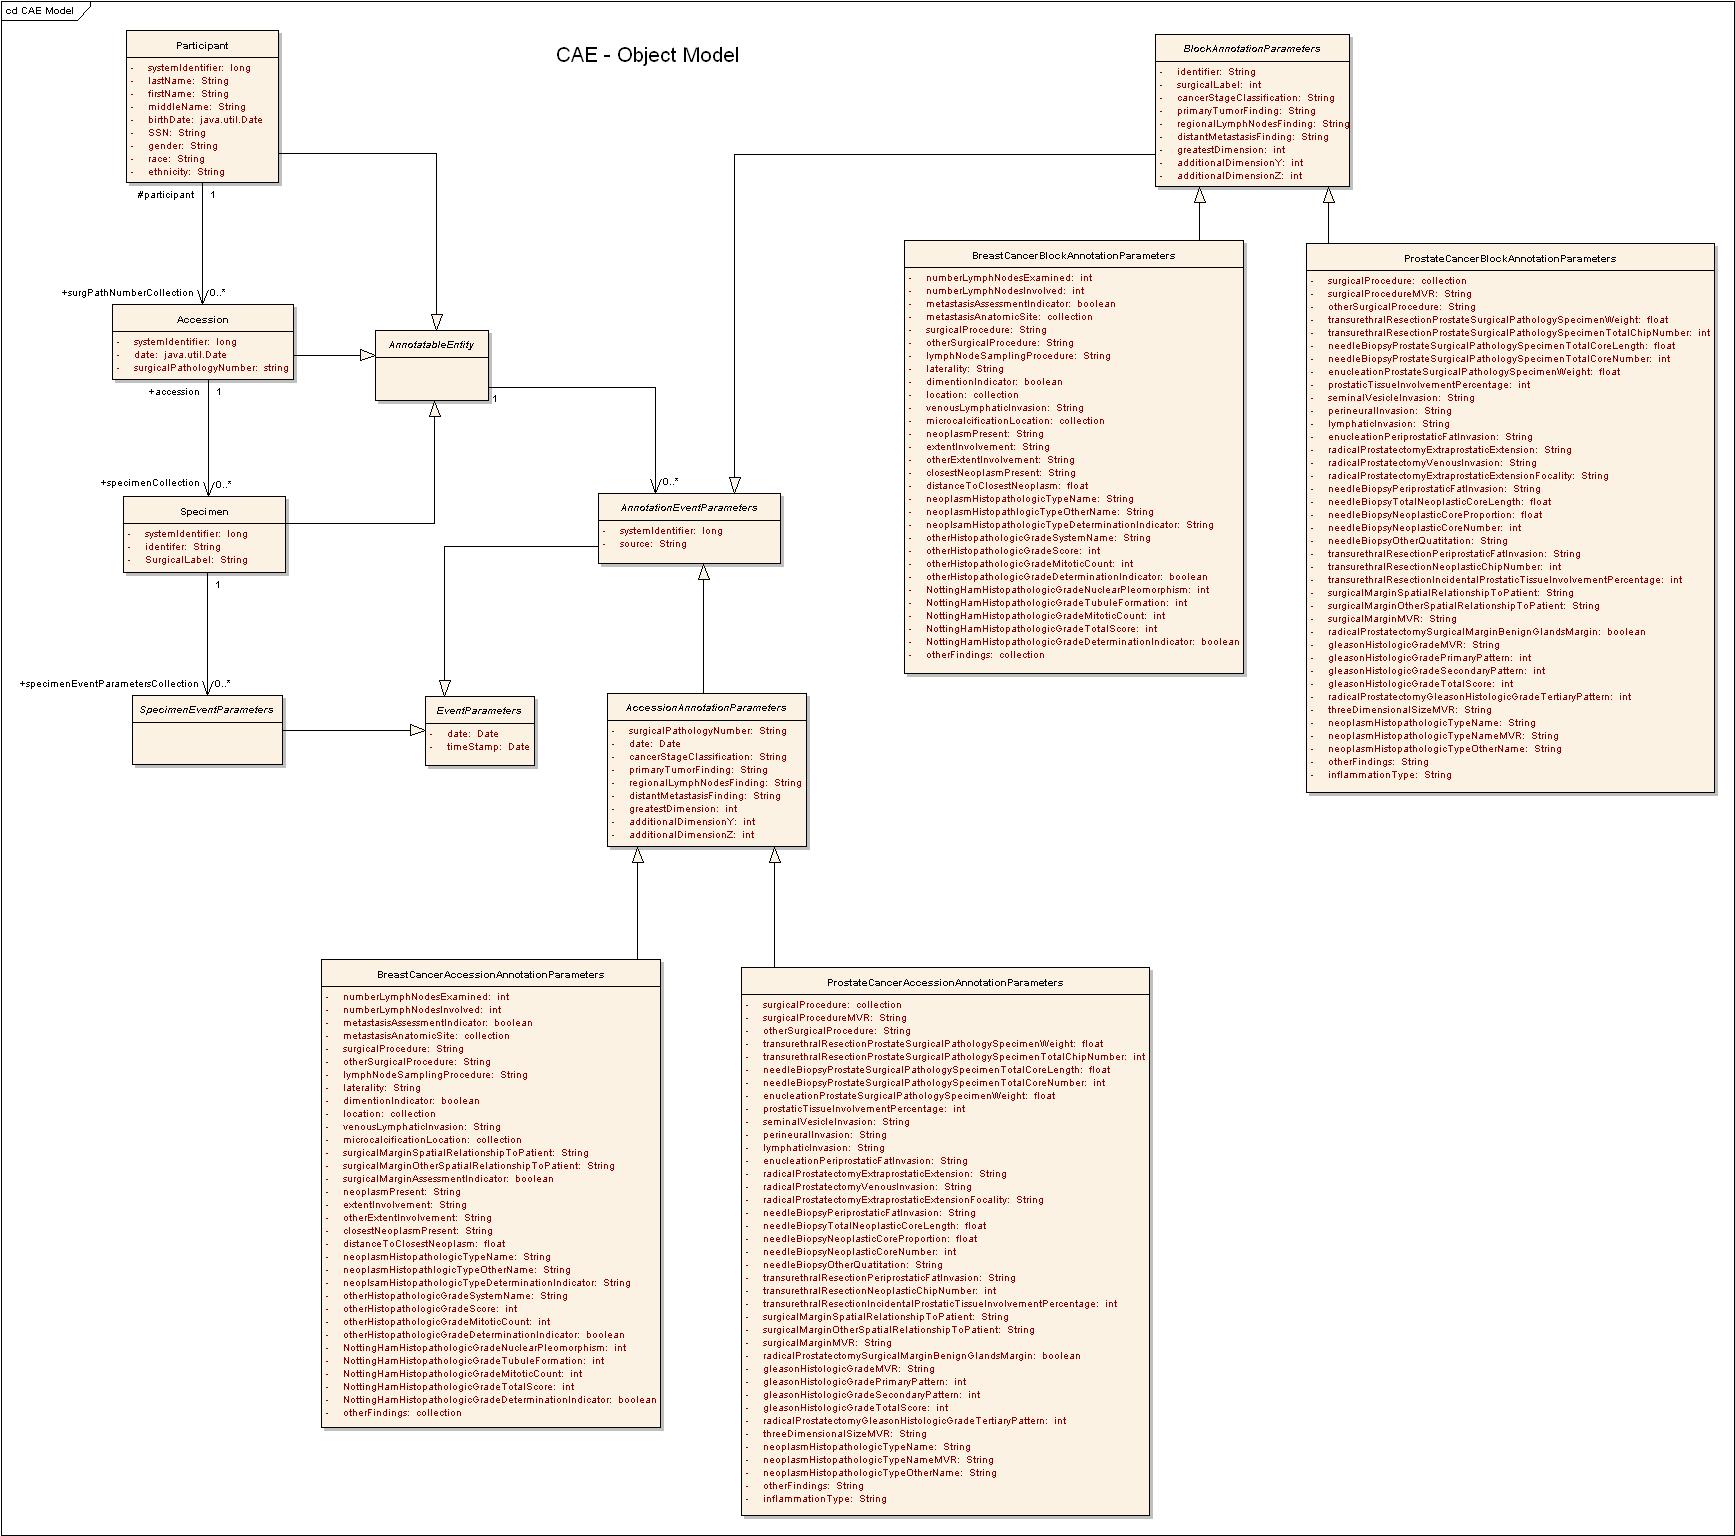 cd CAE Model
CAE - Object Model
Participant
- systemIdentifier: long
- lastName: String
- firstName: String
- middleName: String
- birthDate: java.util.Date
- SSN: String
- gender: String
- race: String
- ethnicity: String
#participant 1
+surgPathNumberCollection 0..*
Accession
- systemIdentifier: long
- date: java.util.Date
- surgicalPathologyNumber: string
+accession 1
+specimenCollection 0..*
Specimen
- systemIdentifier: long
- identifer: String
- SurgicalLabel: String
1
+specimenEventParametersCollection 0..*
SpecimenEventParameters
AnnotatableEntity
1
0..*
AnnotationEventParameters
- systemIdentifier: long
- source: String
EventParameters
- date: Date
- timeStamp: Date
AccessionAnnotationParameters
- surgicalPathologyNumber: String
- date: Date
- cancerStageClassification: String
- primaryTumorFinding: String
- regionalLymphNodesFinding: String
- distantMetastasisFinding: String
- greatestDimension: int
- additionalDimensionY: int
- additionalDimensionZ: int
BlockAnnotationParameters
- identifier: String
- surgicalLabel: int
- cancerStageClassification: String
- primaryTumorFinding: String
- regionalLymphNodesFinding: String
- distantMetastasisFinding: String
- greatestDimension: int
- additionalDimensionY: int
- additionalDimensionZ: int
BreastCancerBlockAnnotationParameters
- numberLymphNodesExamined: int
- numberLymphNodesInvolved: int
- metastasisAssessmentIndicator: boolean
- metastasisAnatomicSite: collection
- surgicalProcedure: String
- otherSurgicalProcedure: String
- lymphNodeSamplingProcedure: String
- laterality: String
- dimentionIndicator: boolean
- location: collection
- venousLymphaticInvasion: String
- microcalcificationLocation: collection
- neoplasmPresent: String
- extentInvolvement: String
- otherExtentInvolvement: String
- closestNeoplasmPresent: String
- distanceToClosestNeoplasm: float
- neoplasmHistopathologicTypeName: String
- neoplasmHistopathlogicTypeOtherName: String
- neoplsamHistopathologicTypeDeterminationIndicator: String
- otherHistopathologicGradeSystemName: String
- otherHistopathologicGradeScore: int
- otherHistopathologicGradeMitoticCount: int
- otherHistopathologicGradeDeterminationIndicator: boolean
- NottingHamHistopathologicGradeNuclearPleomorphism: int
- NottingHamHistopathologicGradeTubuleFormation: int
- NottingHamHistopathologicGradeMitoticCount: int
- NottingHamHistopathologicGradeTotalScore: int
- NottingHamHistopathologicGradeDeterminationIndicator: boolean
- otherFindings: collection
ProstateCancerBlockAnnotationParameters
- surgicalProcedure: collection
- surgicalProcedureMVR: String
- otherSurgicalProcedure: String
- transurethralResectionProstateSurgicalPathologySpecimenWeight: float
- transurethralResectionProstateSurgicalPathologySpecimenTotalChipNumber: int
- needleBiopsyProstateSurgicalPathologySpecimenTotalCoreLength: float
- needleBiopsyProstateSurgicalPathologySpecimenTotalCoreNumber: int
- enucleationProstateSurgicalPathologySpecimenWeight: float
- prostaticTissueInvolvementPercentage: int
- seminalVesicleInvasion: String
- perineuralInvasion: String
- lymphaticInvasion: String
- enucleationPeriprostaticFatInvasion: String
- radicalProstatectomyExtraprostaticExtension: String
- radicalProstatectomyVenousInvasion: String
- radicalProstatectomyExtraprostaticExtensionFocality: String
- needleBiopsyPeriprostaticFatInvasion: String
- needleBiopsyTotalNeoplasticCoreLength: float
- needleBiopsyNeoplasticCoreProportion: float
- needleBiopsyNeoplasticCoreNumber: int
- needleBiopsyOtherQuatitation: String
- transurethralResectionPeriprostaticFatInvasion: String
- transurethralResectionNeoplasticChipNumber: int
- transurethralResectionIncidentalProstaticTissueInvolvementPercentage: int
- surgicalMarginSpatialRelationshipToPatient: String
- surgicalMarginOtherSpatialRelationshipToPatient: String
- surgicalMarginMVR: String
- radicalProstatectomySurgicalMarginBenignGlandsMargin: boolean
- gleasonHistologicGradeMVR: String
- gleasonHistologicGradePrimaryPattern: int
- gleasonHistologicGradeSecondaryPattern: int
- gleasonHistologicGradeTotalScore: int
- radicalProstatectomyGleasonHistologicGradeTertiaryPattern: int
- threeDimensionalSizeMVR: String
- neoplasmHistopathologicTypeName: String
- neoplasmHistopathologicTypeNameMVR: String
- neoplasmHistopathologicTypeOtherName: String
- otherFindings: String
- inflammationType: String
BreastCancerAccessionAnnotationParameters
- numberLymphNodesExamined: int
- numberLymphNodesInvolved: int
- metastasisAssessmentIndicator: boolean
- metastasisAnatomicSite: collection
- surgicalProcedure: String
- otherSurgicalProcedure: String
- lymphNodeSamplingProcedure: String
- laterality: String
- dimentionIndicator: boolean
- location: collection
- venousLymphaticInvasion: String
- microcalcificationLocation: collection
- surgicalMarginSpatialRelationshipToPatient: String
- surgicalMarginOtherSpatialRelationshipToPatient: String
- surgicalMarginAssessmentIndicator: boolean
- neoplasmPresent: String
- extentInvolvement: String
- otherExtentInvolvement: String
- closestNeoplasmPresent: String
- distanceToClosestNeoplasm: float
- neoplasmHistopathologicTypeName: String
- neoplasmHistopathlogicTypeOtherName: String
- neoplsamHistopathologicTypeDeterminationIndicator: String
- otherHistopathologicGradeSystemName: String
- otherHistopathologicGradeScore: int
- otherHistopathologicGradeMitoticCount: int
- otherHistopathologicGradeDeterminationIndicator: boolean
- NottingHamHistopathologicGradeNuclearPleomorphism: int
- NottingHamHistopathologicGradeTubuleFormation: int
- NottingHamHistopathologicGradeMitoticCount: int
- NottingHamHistopathologicGradeTotalScore: int
- NottingHamHistopathologicGradeDeterminationIndicator: boolean
- otherFindings: collection
ProstateCancerAccessionAnnotationParameters
- surgicalProcedure: collection
- surgicalProcedureMVR: String
- otherSurgicalProcedure: String
- transurethralResectionProstateSurgicalPathologySpecimenWeight: float
- transurethralResectionProstateSurgicalPathologySpecimenTotalChipNumber: int
- needleBiopsyProstateSurgicalPathologySpecimenTotalCoreLength: float
- needleBiopsyProstateSurgicalPathologySpecimenTotalCoreNumber: int
- enucleationProstateSurgicalPathologySpecimenWeight: float
- prostaticTissueInvolvementPercentage: int
- seminalVesicleInvasion: String
- perineuralInvasion: String
- lymphaticInvasion: String
- enucleationPeriprostaticFatInvasion: String
- radicalProstatectomyExtraprostaticExtension: String
- radicalProstatectomyVenousInvasion: String
- radicalProstatectomyExtraprostaticExtensionFocality: String
- needleBiopsyPeriprostaticFatInvasion: String
- needleBiopsyTotalNeoplasticCoreLength: float
- needleBiopsyNeoplasticCoreProportion: float
- needleBiopsyNeoplasticCoreNumber: int
- needleBiopsyOtherQuatitation: String
- transurethralResectionPeriprostaticFatInvasion: String
- transurethralResectionNeoplasticChipNumber: int
- transurethralResectionIncidentalProstaticTissueInvolvementPercentage: int
- surgicalMarginSpatialRelationshipToPatient: String
- surgicalMarginOtherSpatialRelationshipToPatient: String
- surgicalMarginMVR: String
- radicalProstatectomySurgicalMarginBenignGlandsMargin: boolean
- gleasonHistologicGradeMVR: String
- gleasonHistologicGradePrimaryPattern: int
- gleasonHistologicGradeSecondaryPattern: int
- gleasonHistologicGradeTotalScore: int
- radicalProstatectomyGleasonHistologicGradeTertiaryPattern: int
- threeDimensionalSizeMVR: String
- neoplasmHistopathologicTypeName: String
- neoplasmHistopathologicTypeNameMVR: String
- neoplasmHistopathologicTypeOtherName: String
- otherFindings: String
- inflammationType: String